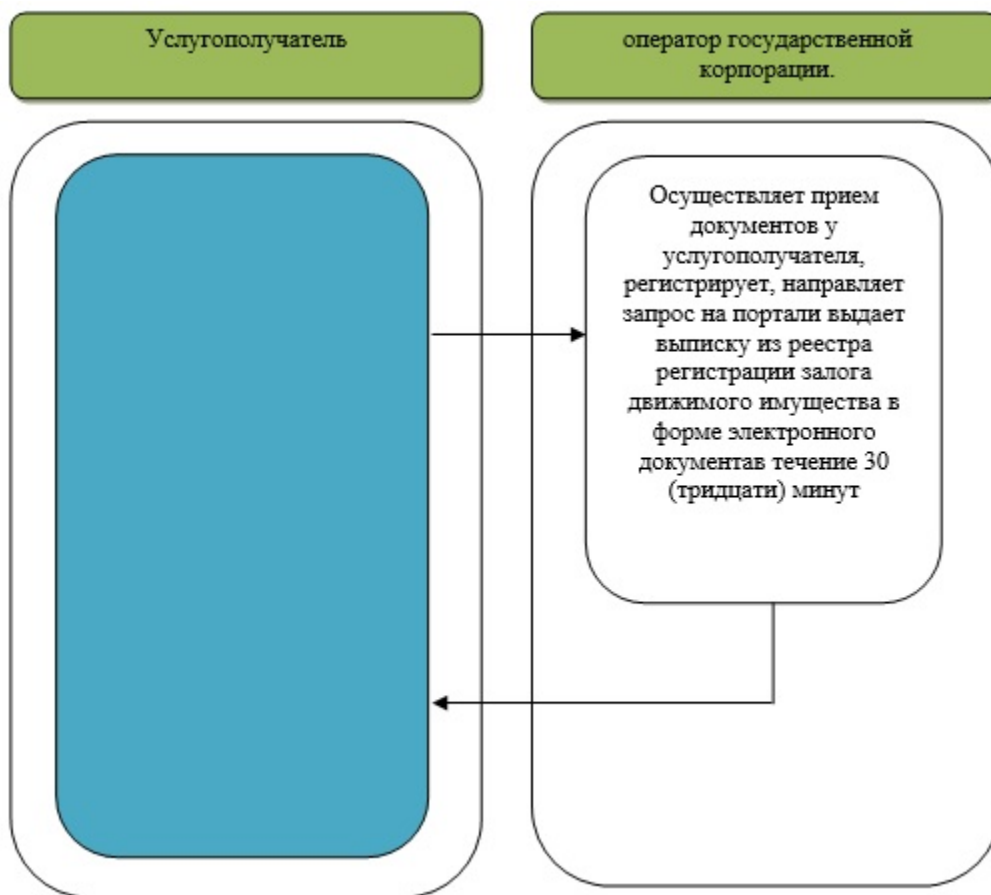 Услугополучатель
оператор государственной
корпорации.
Осуществляет прием
документов у
услугополучателя,
регистрирует, направляет
запрос на портали выдает
выписку из реестра
регистрации залога
движимого имущества в
форме электронного
документав течение 30
(тридцати) минут